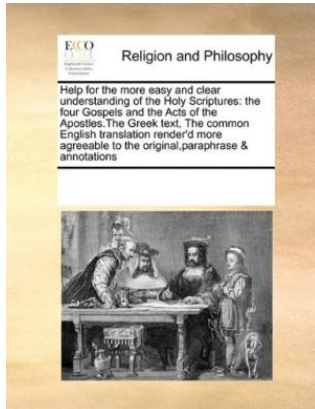 ECCO
Religion and Philosophy
Help for the more easy and clear
understanding of the Holy Scriptures: the
four Gospels and the Acts of the
Apostles.The Greek text, The common
English translation render'd more
agreeable to the original,paraphrase &
annotations